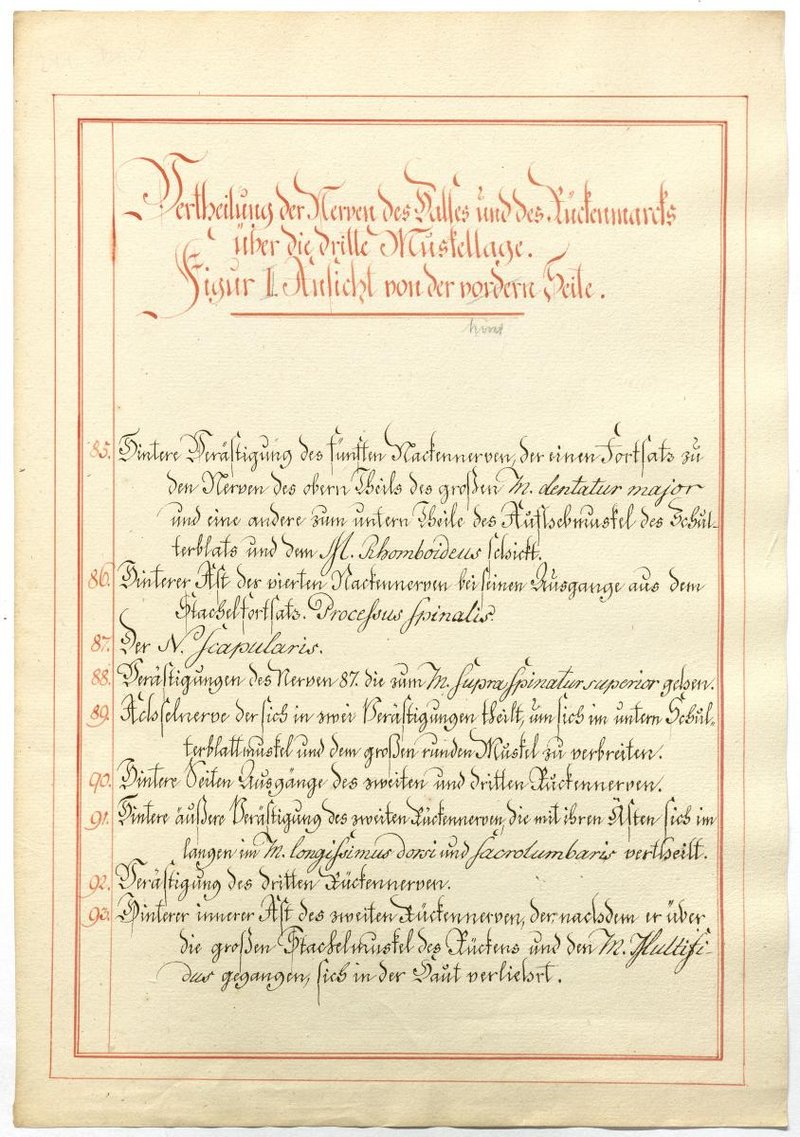 Vertheilung der Nerven des Halses und des Rückenmarcks
über die dritte Muskellage.
Figur II. Ansicht von der vordern Seite.
85. Hintere Verästigung des fünften Nackennerven, der einen Fortsatz zu
den Nerven des obern Theils des großen M. dentatur major
und eine andere zum untern Theile des Aufhebmuskel des Schul-
terblats und dem M. Rhomboideus schickt.
86. Hinterer Ast der vierten Nackennerven bei seinen Ausgange aus dem
Stachelfortsatz. Processus spinalis.
87. Der N. scapularis.
88. Verästigungen des Nerven 87. die zum M. supra spinatur superior gehen.
89. Achselnerve der sich in zwei Verästigungen theilt, um sich im untern Schul-
terblattmuskel und dem großen runden Muskel zu verbreiten.
90. Hintere Seiten Ausgänge des zweiten und dritten Rückennerven.
91. Hintere äußere Verästigung des zweiten Rückennerven, die mit ihren Ästen sich im
langen im M. longissimus dorsi und sacrolumbaris vertheilt.
92. Verästigung des dritten Rückennerven.
93. Hinterer innerer Ast des zweiten Rückennerven, der nachdem er über
die großen Stachelmuskel des Rückens und den M. Multifi-
dus gegangen, sich in der Haut verliehrt.